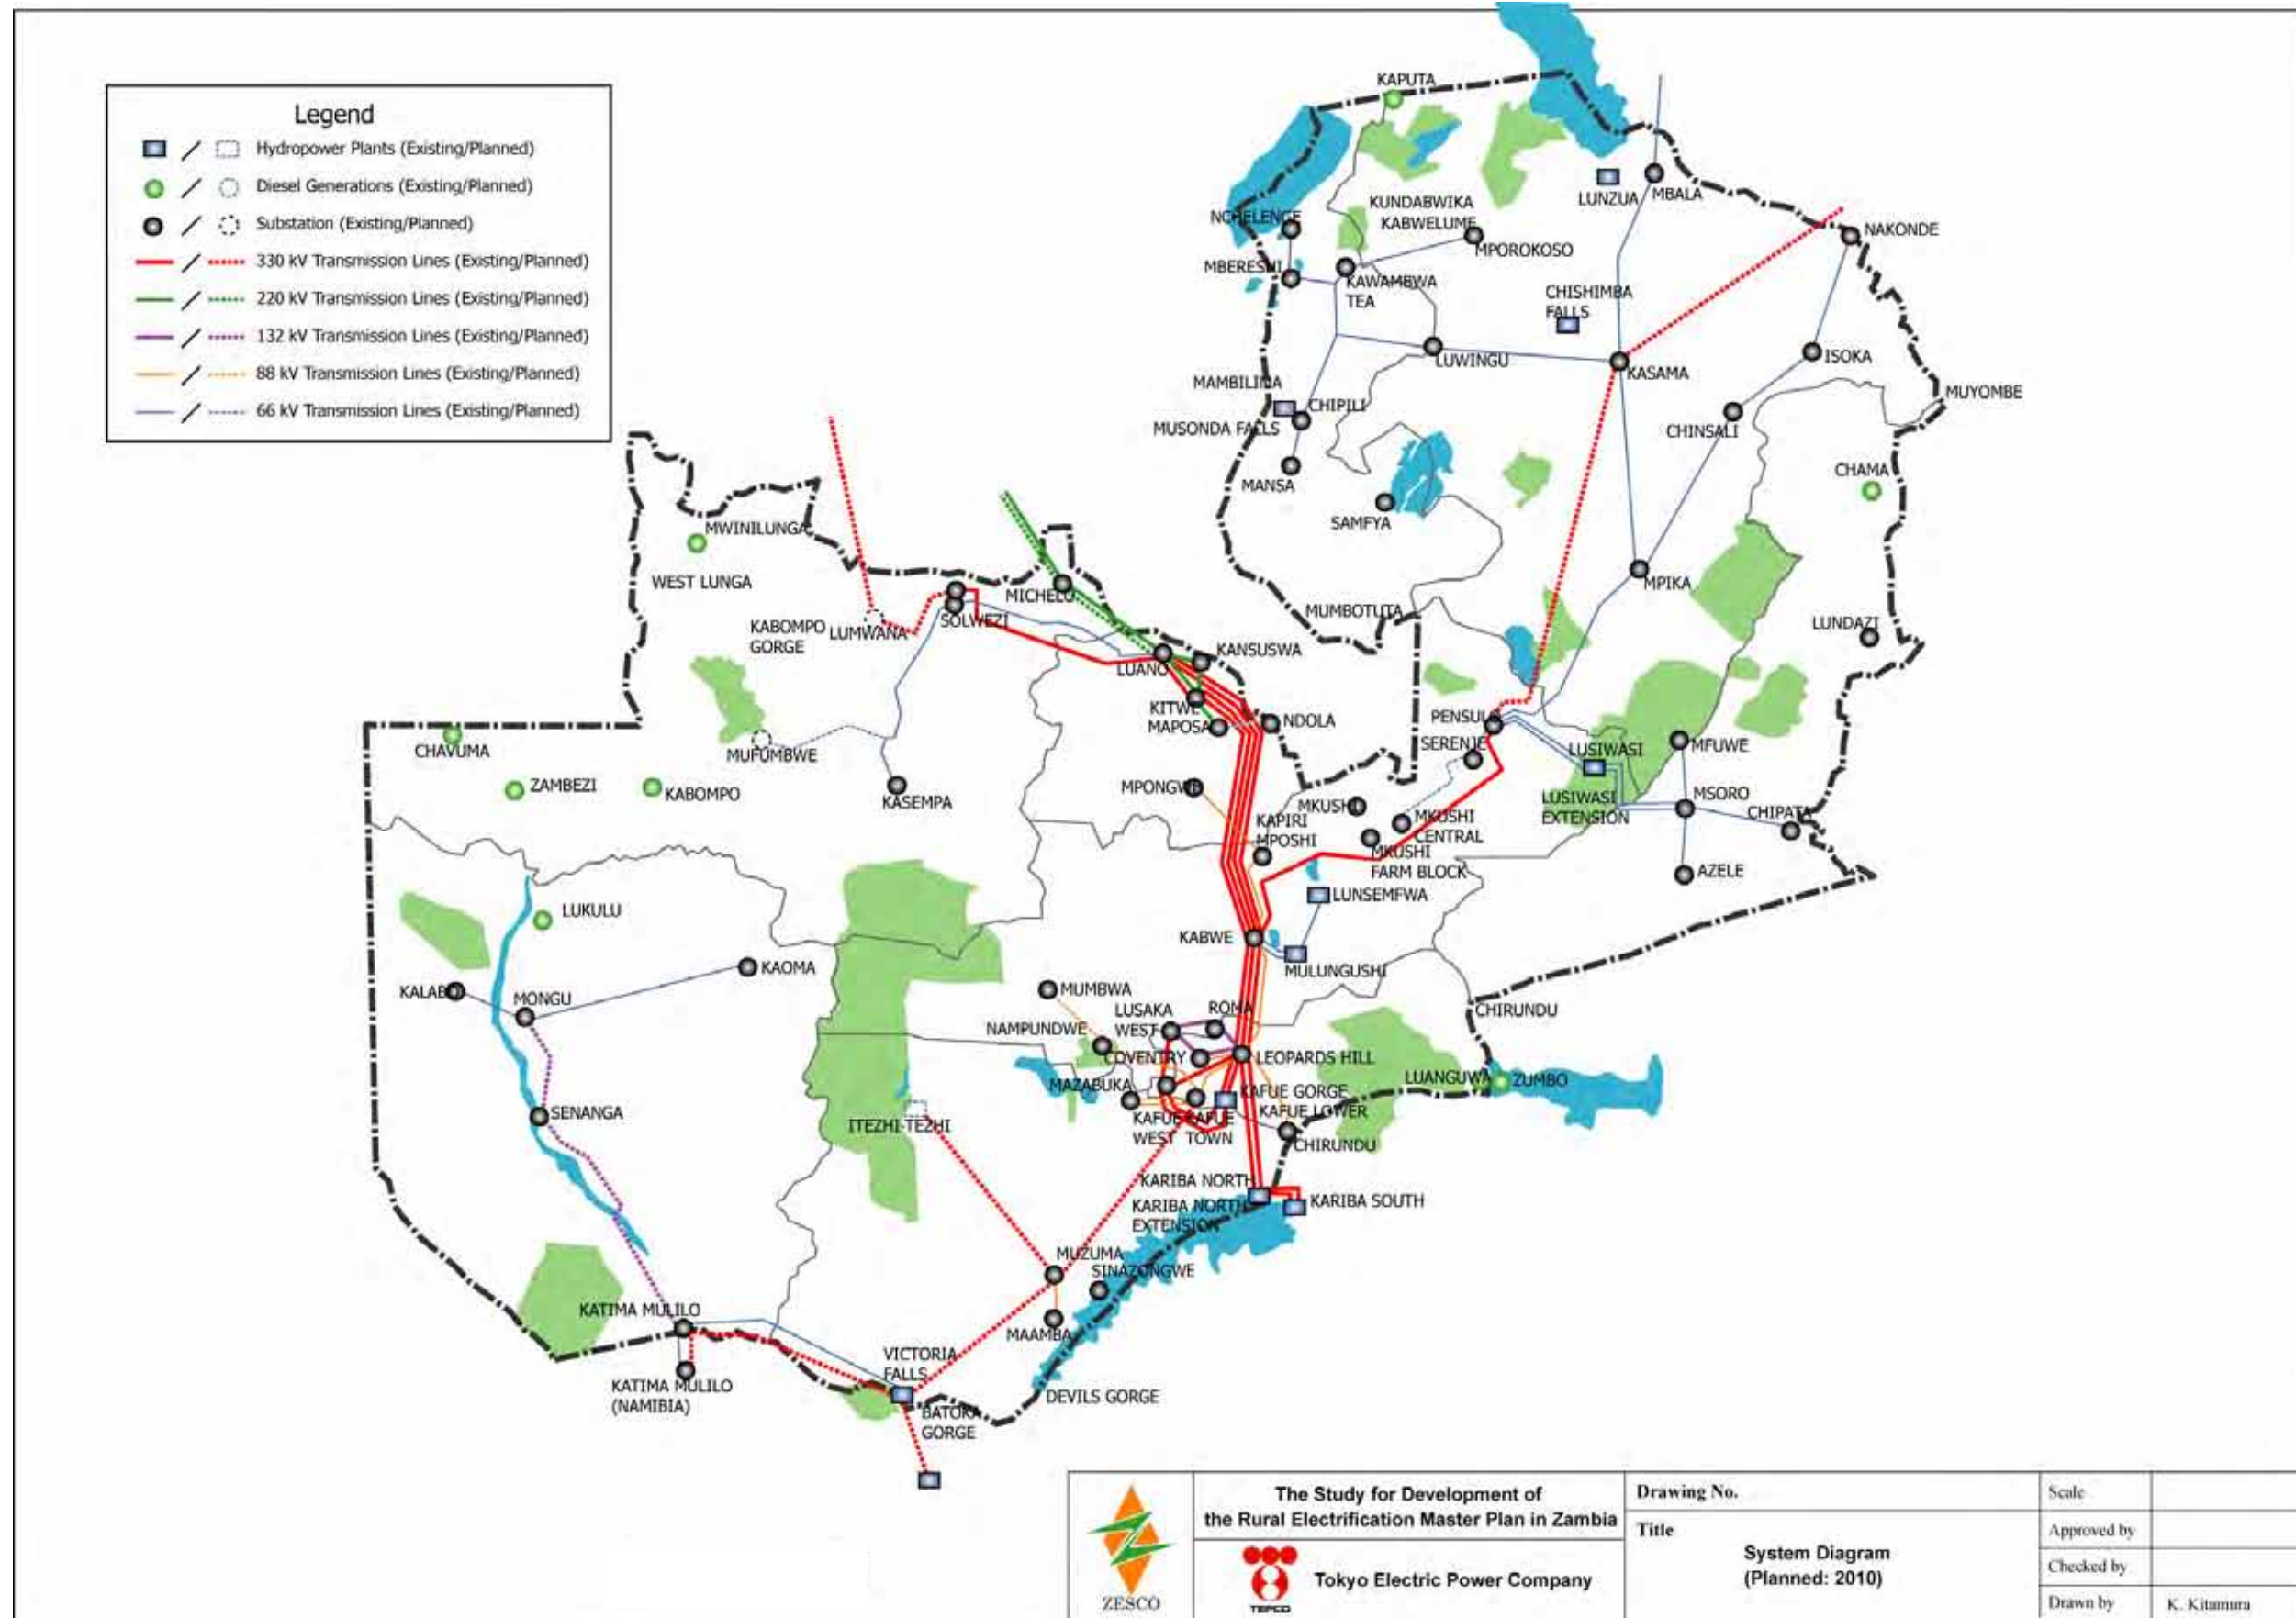 Legend
Hydropower Plants (Existing/Planned)
Diesel Generations (Existing/Planned)
Substation (Existing/Planned)
330 kV Transmission Lines (Existing/Planned)
220 kV Transmission Lines (Existing/Planned)
132 kV Transmission Lines (Existing/Planned)
88 kV Transmission Lines (Existing/Planned)
66 kV Transmission Lines (Existing/Planned)
KAPUTA
LUNZUA
MBALA
KUNDABWIKA
KABWELUME
NCHELENGE
MPOROKOSO
NAKONDE
MBERESHI
KAWAMBWA
TEA
CHISHIMBA
FALLS
LUWINGU
KASAMA
ISOKA
MAMBILIMA
CHIPILI
MUSONDA FALLS
MUYOMBE
CHINSALI
CHAMA
MANSA
SAMFYA
MWINILUNGA
WEST LUNGA
MICHELO
MPIKA
KABOMPO
GORGE
LUMWANA
SOLWEZI
MUMBOTUTA
LUNDAZI
KANSUSWA
LUANO
KITWE
MAPOSA
NDOLA
PENSULO
SERENJE
LUSIWASI
MFUWE
CHAVUMA
MUFUMBWE
ZAMBEZI
KABOMPO
KASEMPA
MPONGWE
MKUSHI
KAPIRI
MPOSHI
MKUSHI
CENTRAL
MKUSHI
FARM BLOCK
LUSIWASI
EXTENSION
MSORO
CHIPATA
AZELE
LUNSEMFWA
LUKULU
KABWE
MULUNGUSHI
KAOMA
KALABO
MONGU
MUMBWA
LUSAKA
WEST
ROMA
CHIRUNDU
NAMPUNDWE
COVENTRY
LEOPARDS HILL
MAZABUKA
KAFUE GORGE
KAFUE LOWER
LUANGUWA
ZUMBO
SENANGA
ITEZHI-TEZHI
KAFUE
WEST
KAFUE
TOWN
CHIRUNDU
KARIBA NORTH
KARIBA NORTH
EXTENSION
KARIBA SOUTH
MUZUMA
SINAZONGWE
MAAMBA
KATIMA MULILO
VICTORIA
FALLS
KATIMA MULILO
(NAMIBIA)
DEVILS GORGE
BATOKA
GORGE
ZESCO
The Study for Development of
the Rural Electrification Master Plan in Zambia
TEPCO
Tokyo Electric Power Company
Drawing No.
Title
System Diagram
(Planned: 2010)
Scale
Approved by
Checked by
Drawn by
K. Kitamura